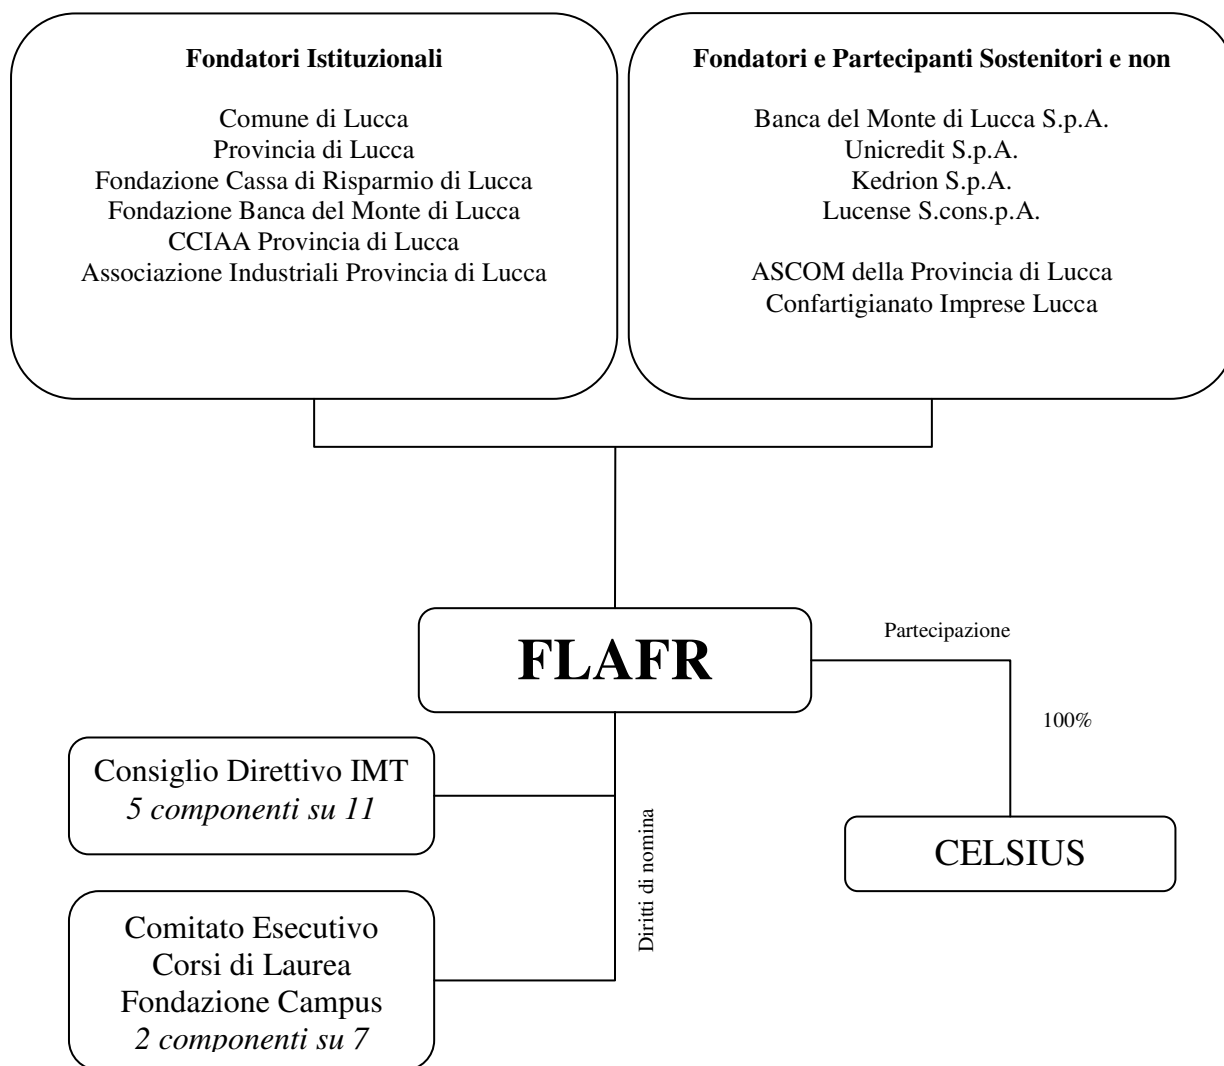 Fondatori Istituzionali
Comune di Lucca
Provincia di Lucca
Fondazione Cassa di Risparmio di Lucca
Fondazione Banca del Monte di Lucca
CCIAA Provincia di Lucca
Associazione Industriali Provincia di Lucca
Fondatori e Partecipanti Sostenitori e non
Banca del Monte di Lucca S.p.A.
Unicredit S.p.A.
Kedrion S.p.A.
Lucense S.cons.p.A.
ASCOM della Provincia di Lucca
Confartigianato Imprese Lucca
FLAFR
Partecipazione
100%
CELSIUS
Consiglio Direttivo IMT
5 componenti su 11
Diritti di nomina
Comitato Esecutivo
Corsi di Laurea
Fondazione Campus
2 componenti su 7